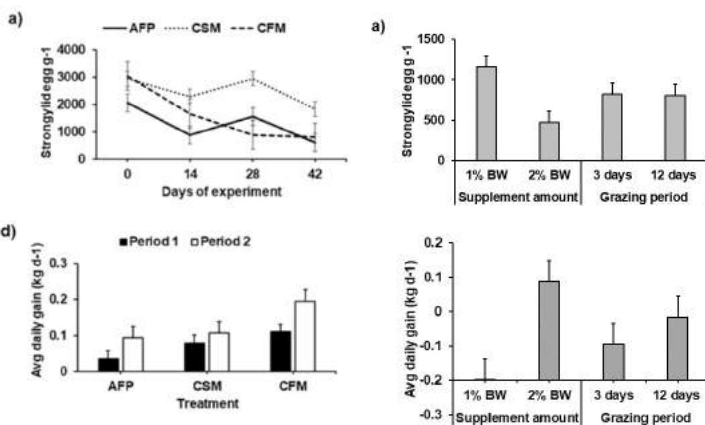 a)
AFP CSM CFM
Strongylidegg g-1
4000
3000
2000
1000
0
0 14 28 42
Days of experiment
a)
Strongylidegg g-1
1500
1000
500
0
1% BW 2% BW 3 days 12 days
Supplement amount Grazing period
d)
Period 1 Period 2
Avg daily gain (kg d-1)
0.3
0.2
0.1
0
AFP CSM CFM
Treatment
Avg daily gain (kg d-1)
0.2
0.1
0
-0.1
-0.2
-0.3
1% BW 2% BW 3 days 12 days
Supplement amount Grazing period